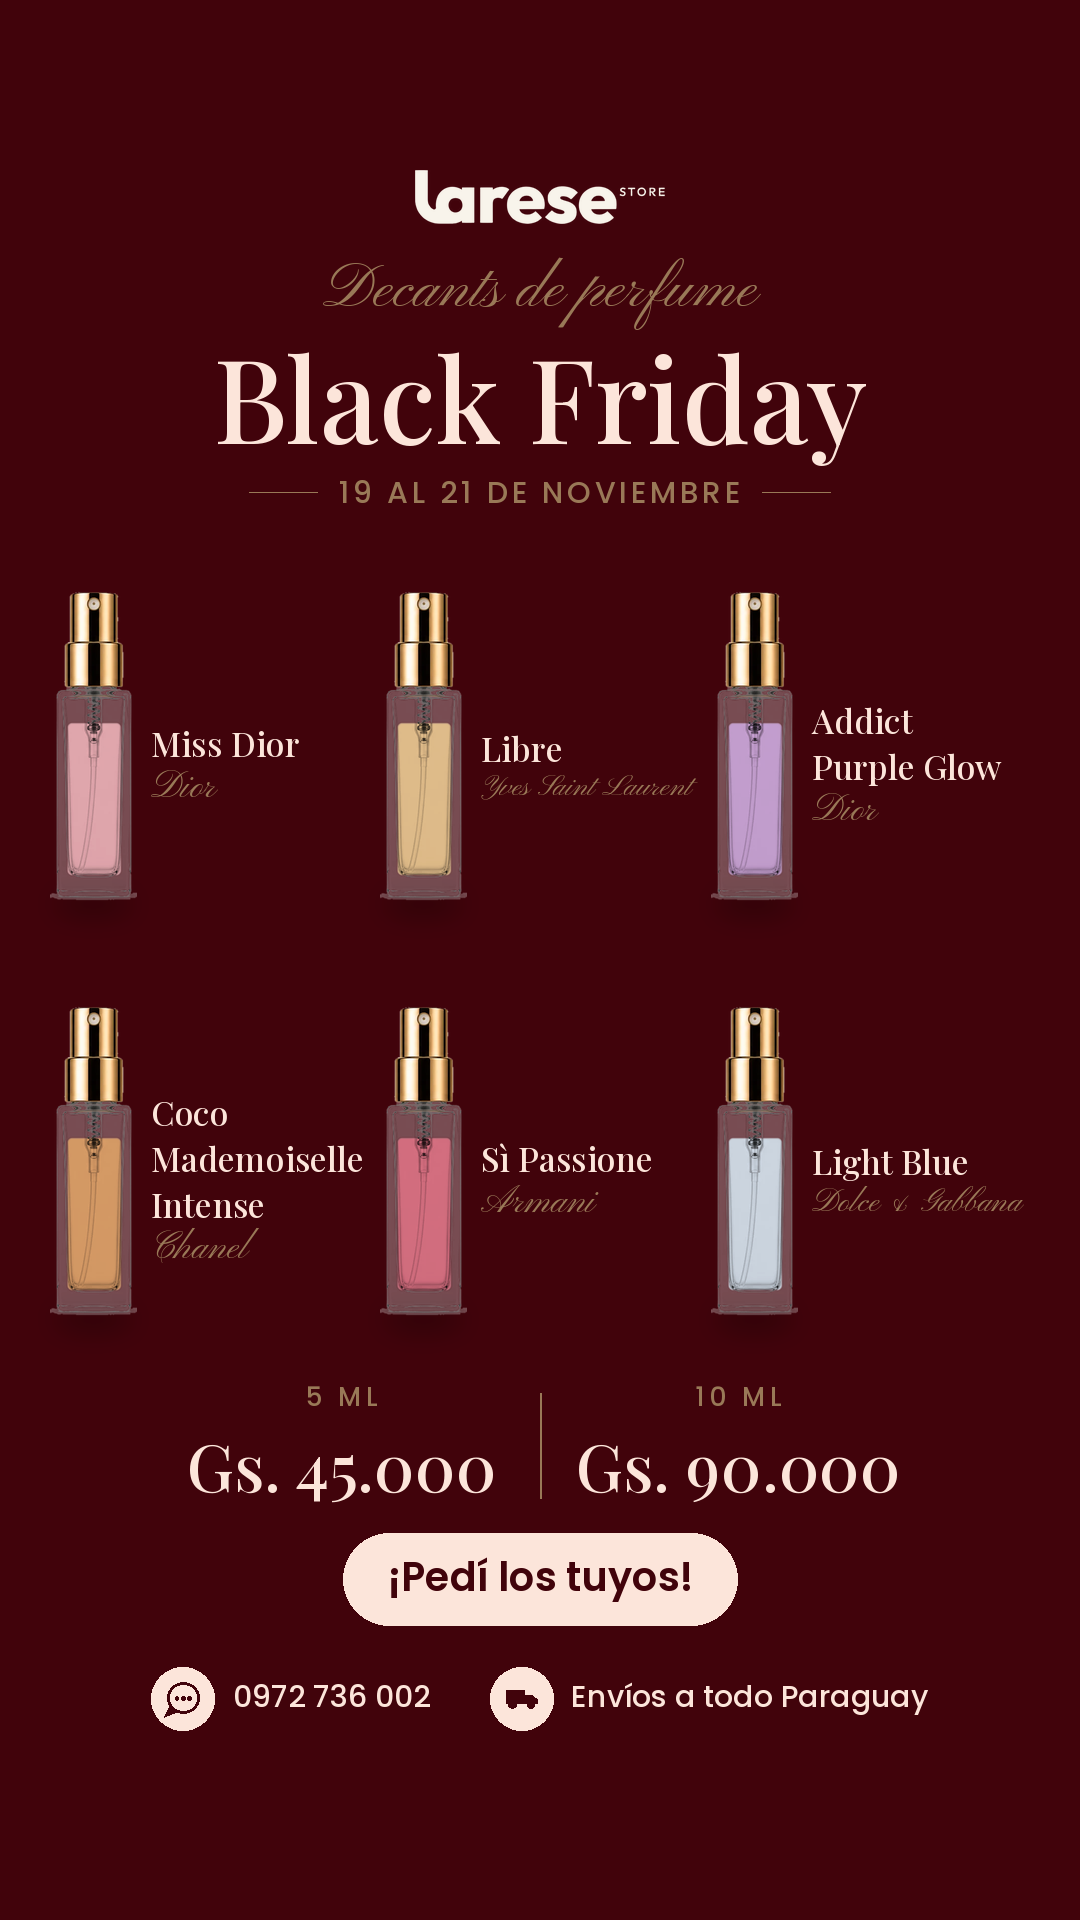 Larese STORE
Decants de perfume
Black Friday
19 AL 21 DE NOVIEMBRE
Miss Dior
Dior
Libre
Yves Saint Laurent
Addict
Purple Glow
Dior
Coco
Mademoiselle
Intense
Chanel
Sì Passione
Armani
Light Blue
Dolce & Gabbana
5 ML
Gs. 45.000
10 ML
Gs. 90.000
¡Pedí los tuyos!
0972 736 002
Envíos a todo Paraguay